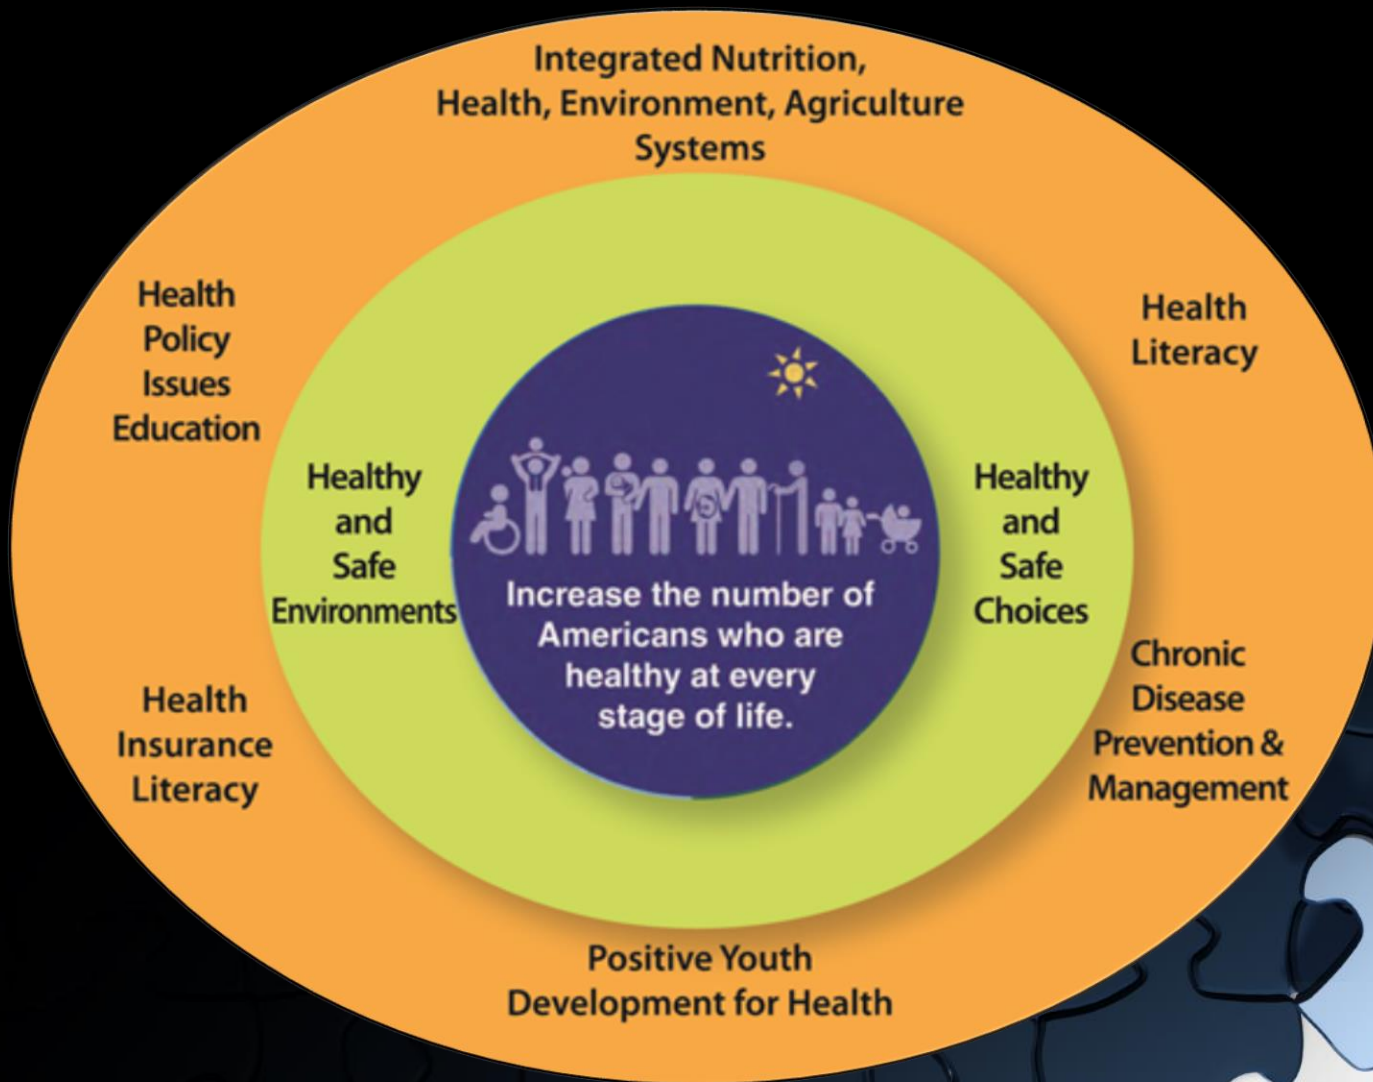 Integrated Nutrition,
Health, Environment, Agriculture
Systems
Health
Policy
Issues
Education
Health
Literacy
Healthy
and
Safe
Environments
Increase the number of
Americans who are
healthy at every
stage of life.
Healthy
and
Safe
Choices
Health
Insurance
Literacy
Chronic
Disease
Prevention &
Management
Positive Youth
Development for Health